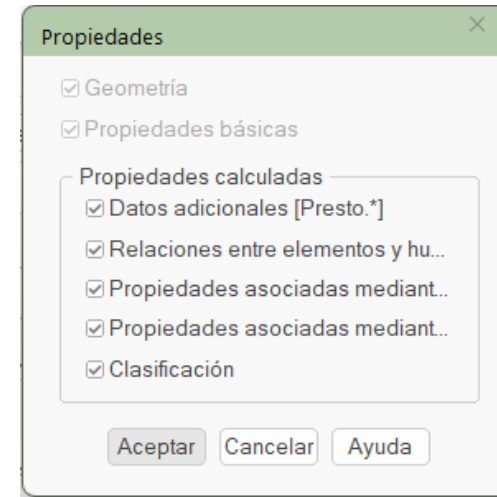 Propiedades
Geometría
Propiedades básicas
Propiedades calculadas
Datos adicionales [Presto.*]
Relaciones entre elementos y hu...
Propiedades asociadas mediant...
Propiedades asociadas mediant...
Clasificación
Aceptar Cancelar Ayuda